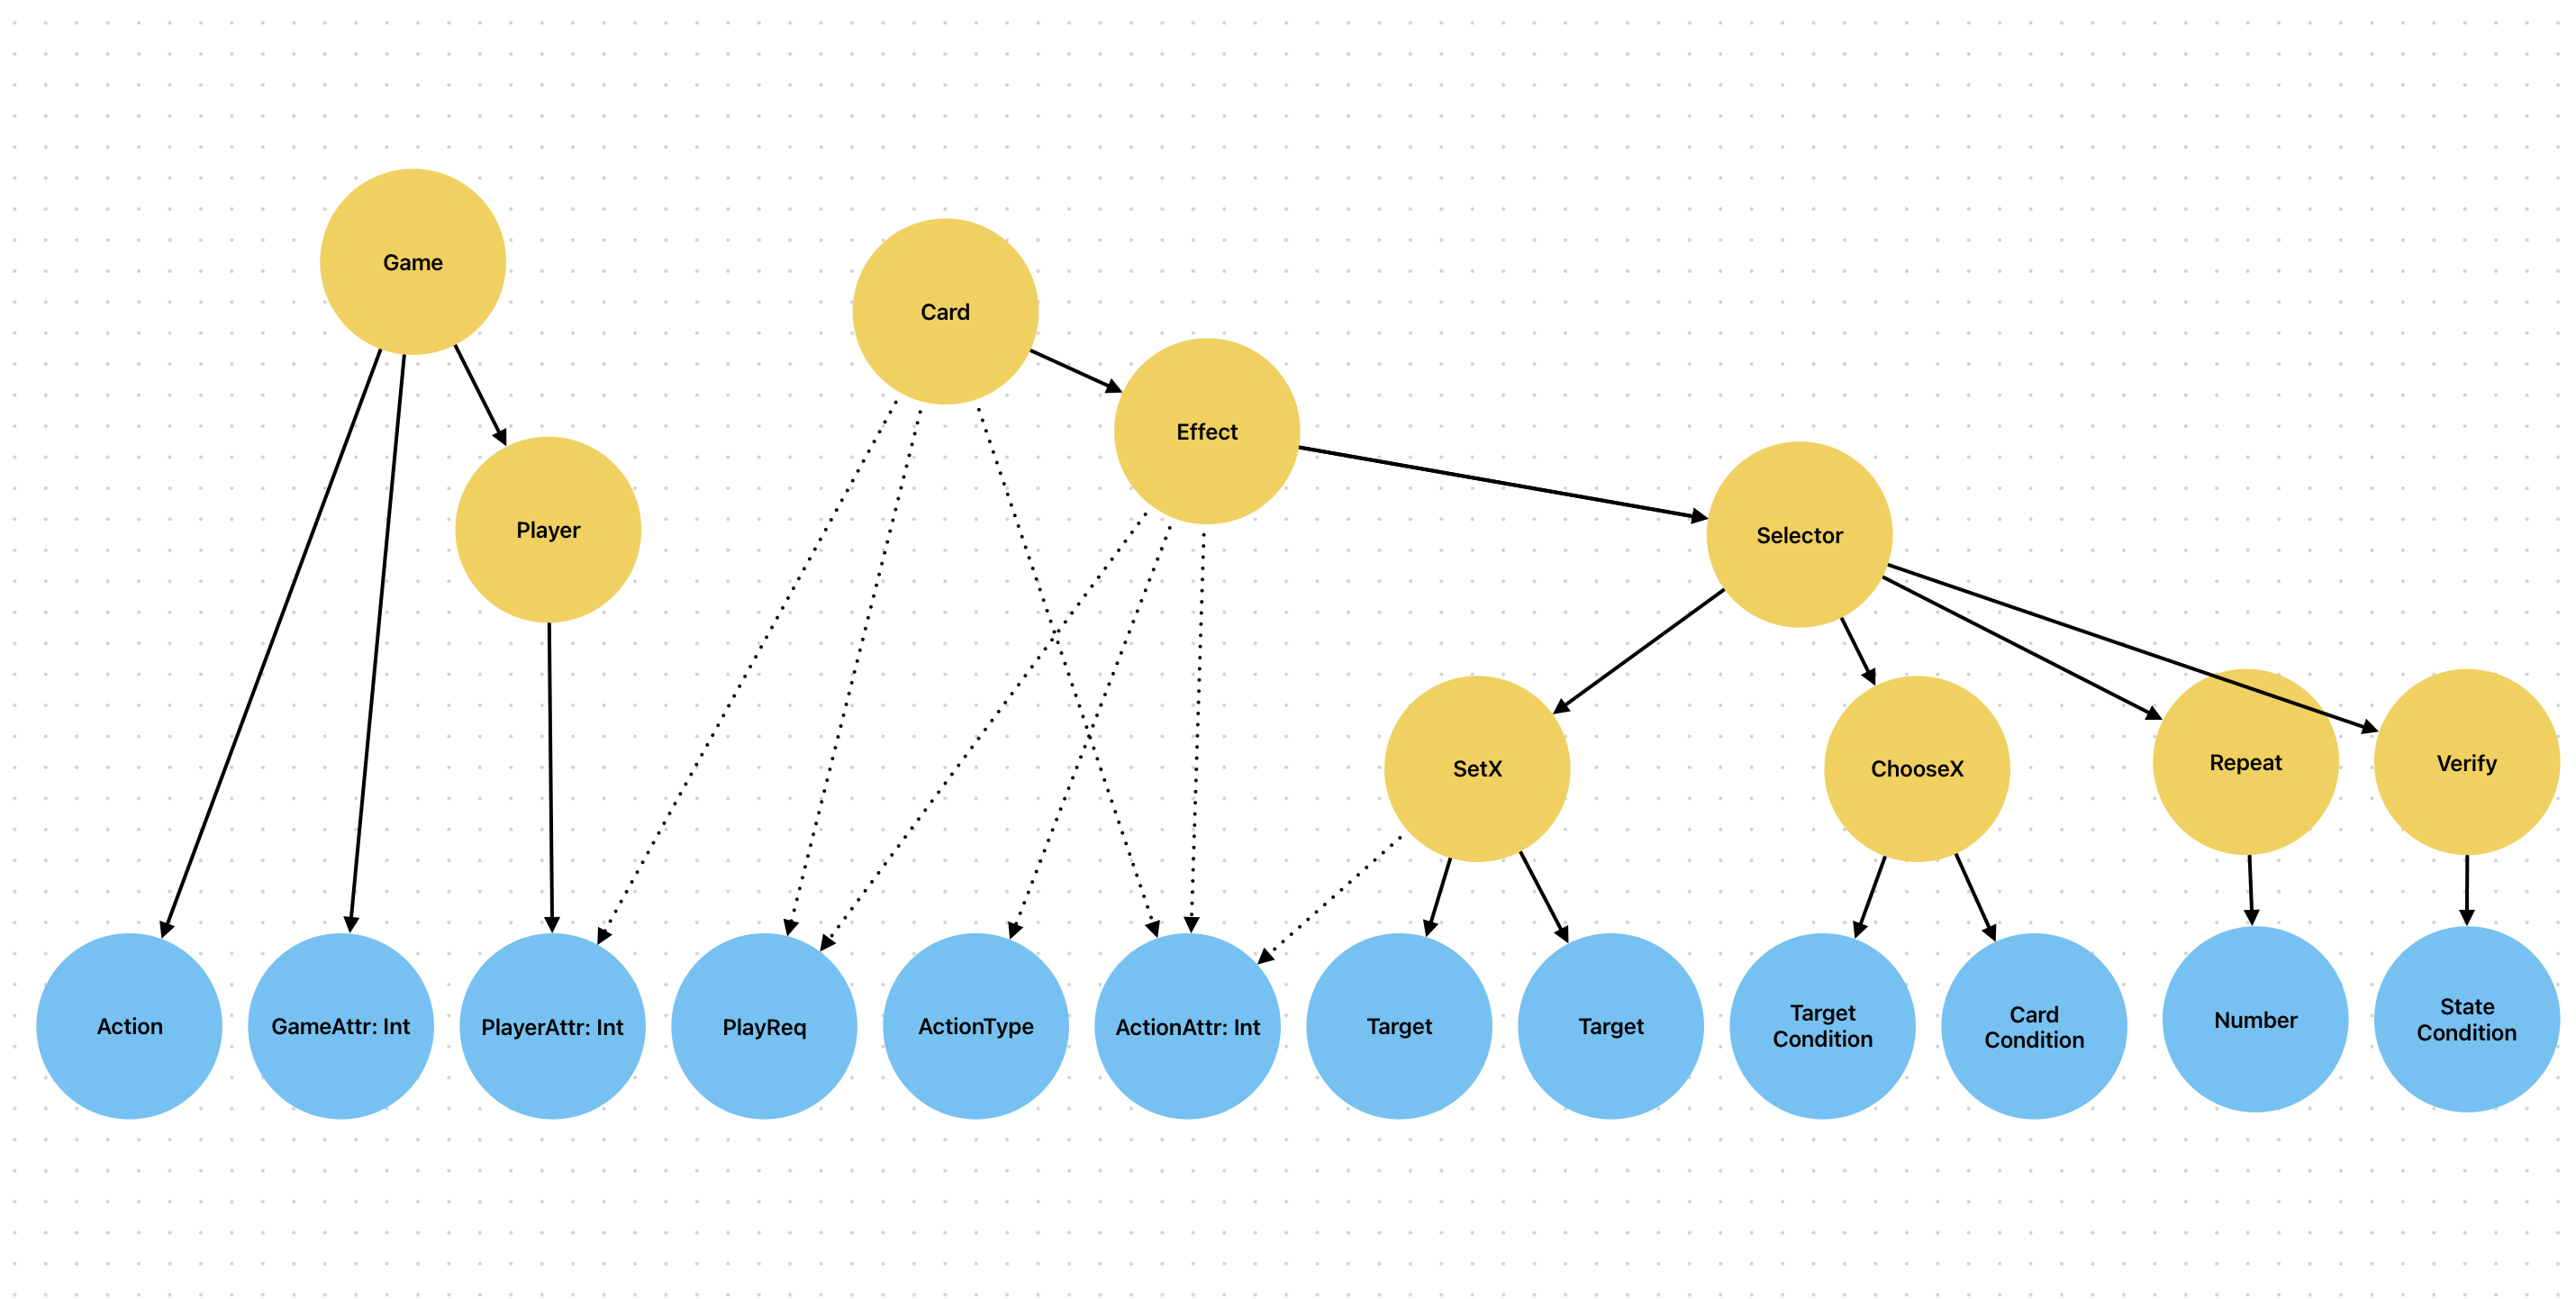 Game
Card
Effect
Player
Selector
SetX
ChooseX
Repeat
Verify
Action
GameAttr: Int
PlayerAttr: Int
PlayReq
ActionType
ActionAttr: Int
Target
Target
Target
Condition
Card
Condition
Number
State
Condition